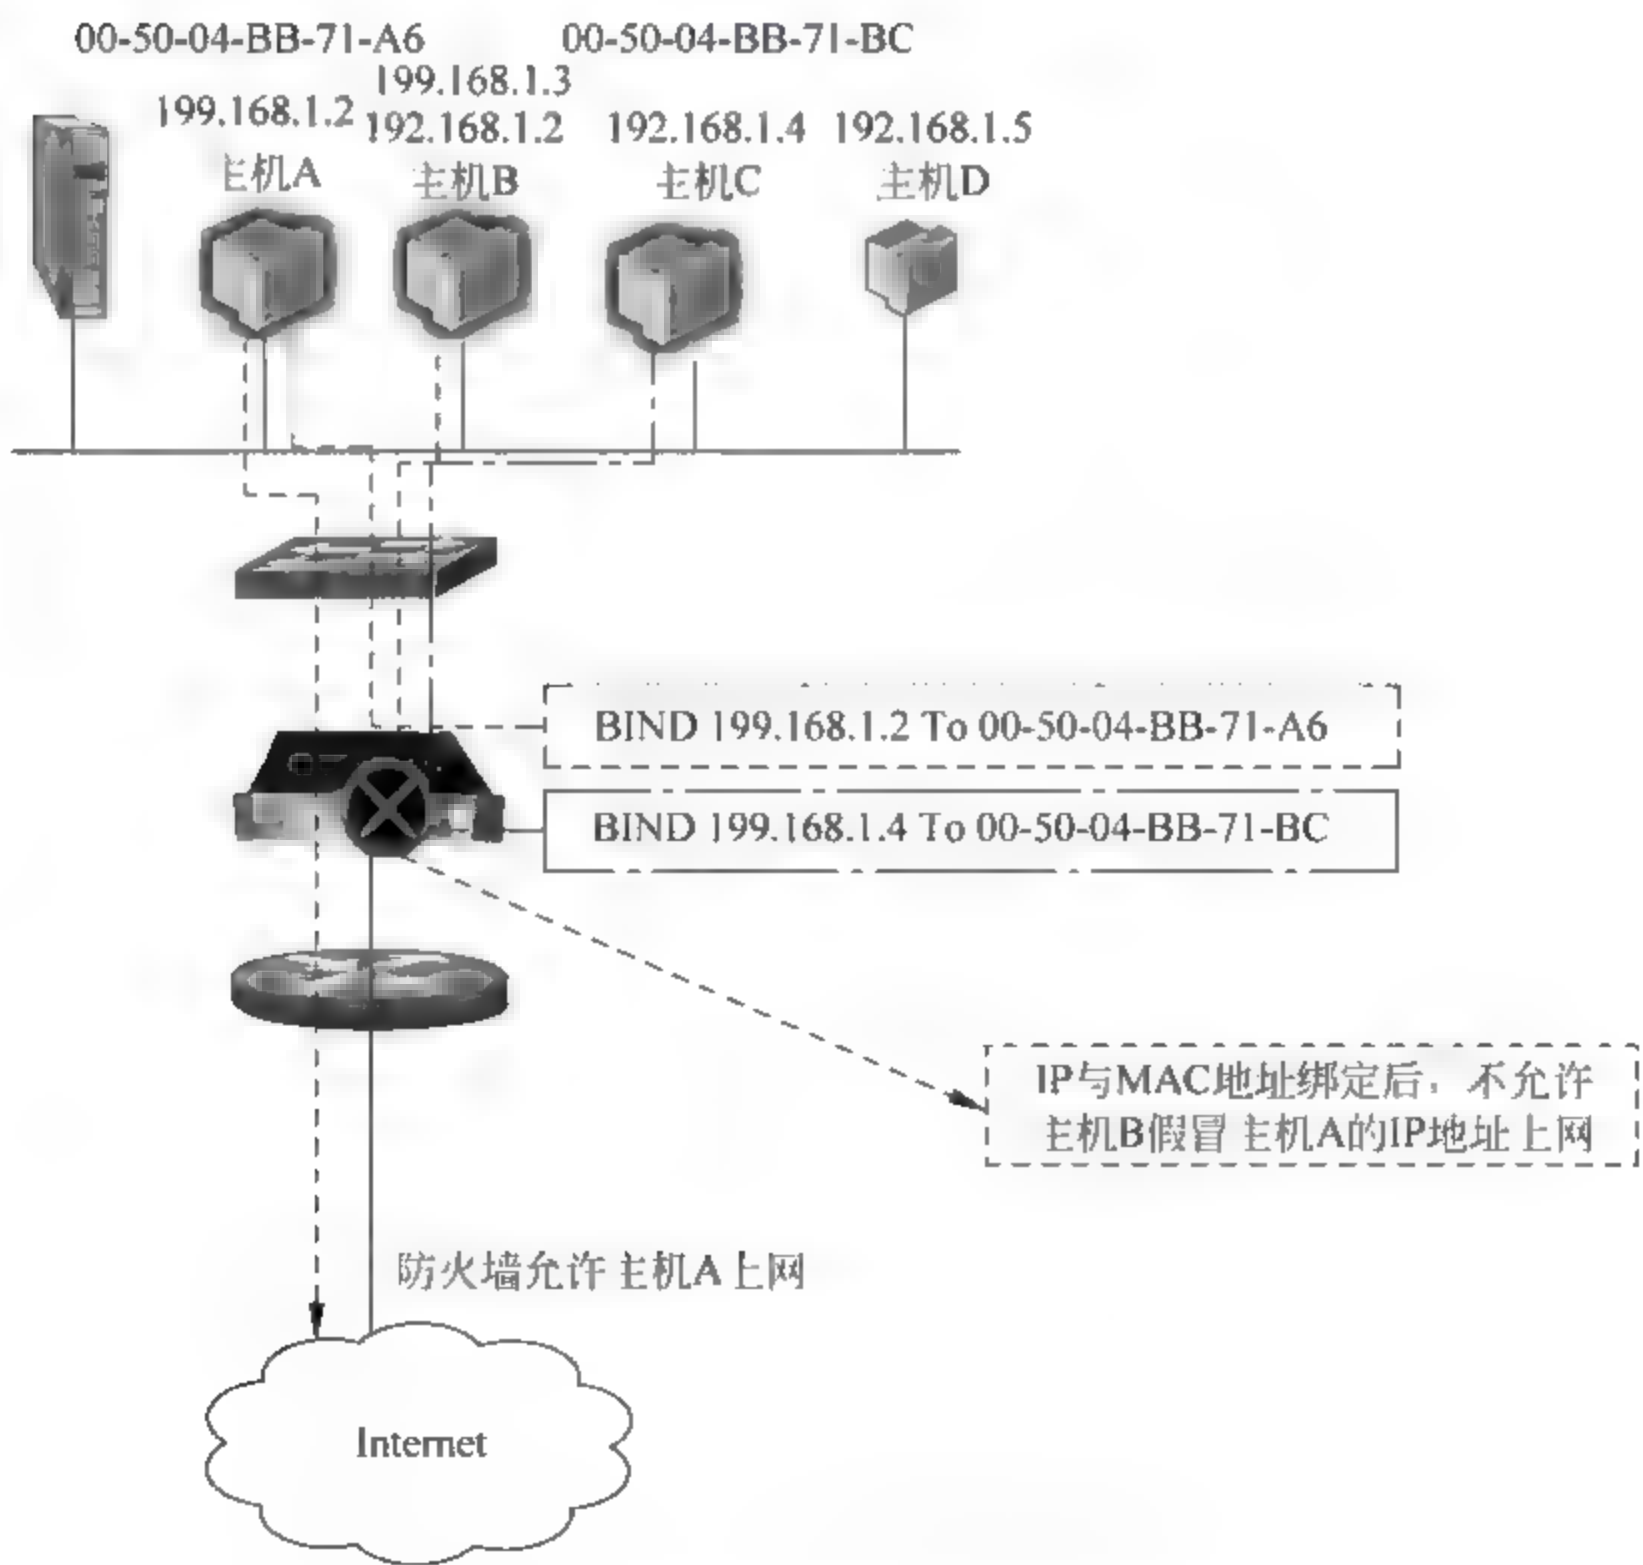 00-50-04-BB-71-A6
00-50-04-BB-71-BC
199.168.1.2
199.168.1.3
192.168.1.2
192.168.1.4
192.168.1.5
主机A
主机B
主机C
主机D
BIND 199.168.1.2 To 00-50-04-BB-71-A6
BIND 199.168.1.4 To 00-50-04-BB-71-BC
IP与MAC地址绑定后，不允许
主机B假冒主机A的IP地址上网
防火墙允许主机A上网
Internet